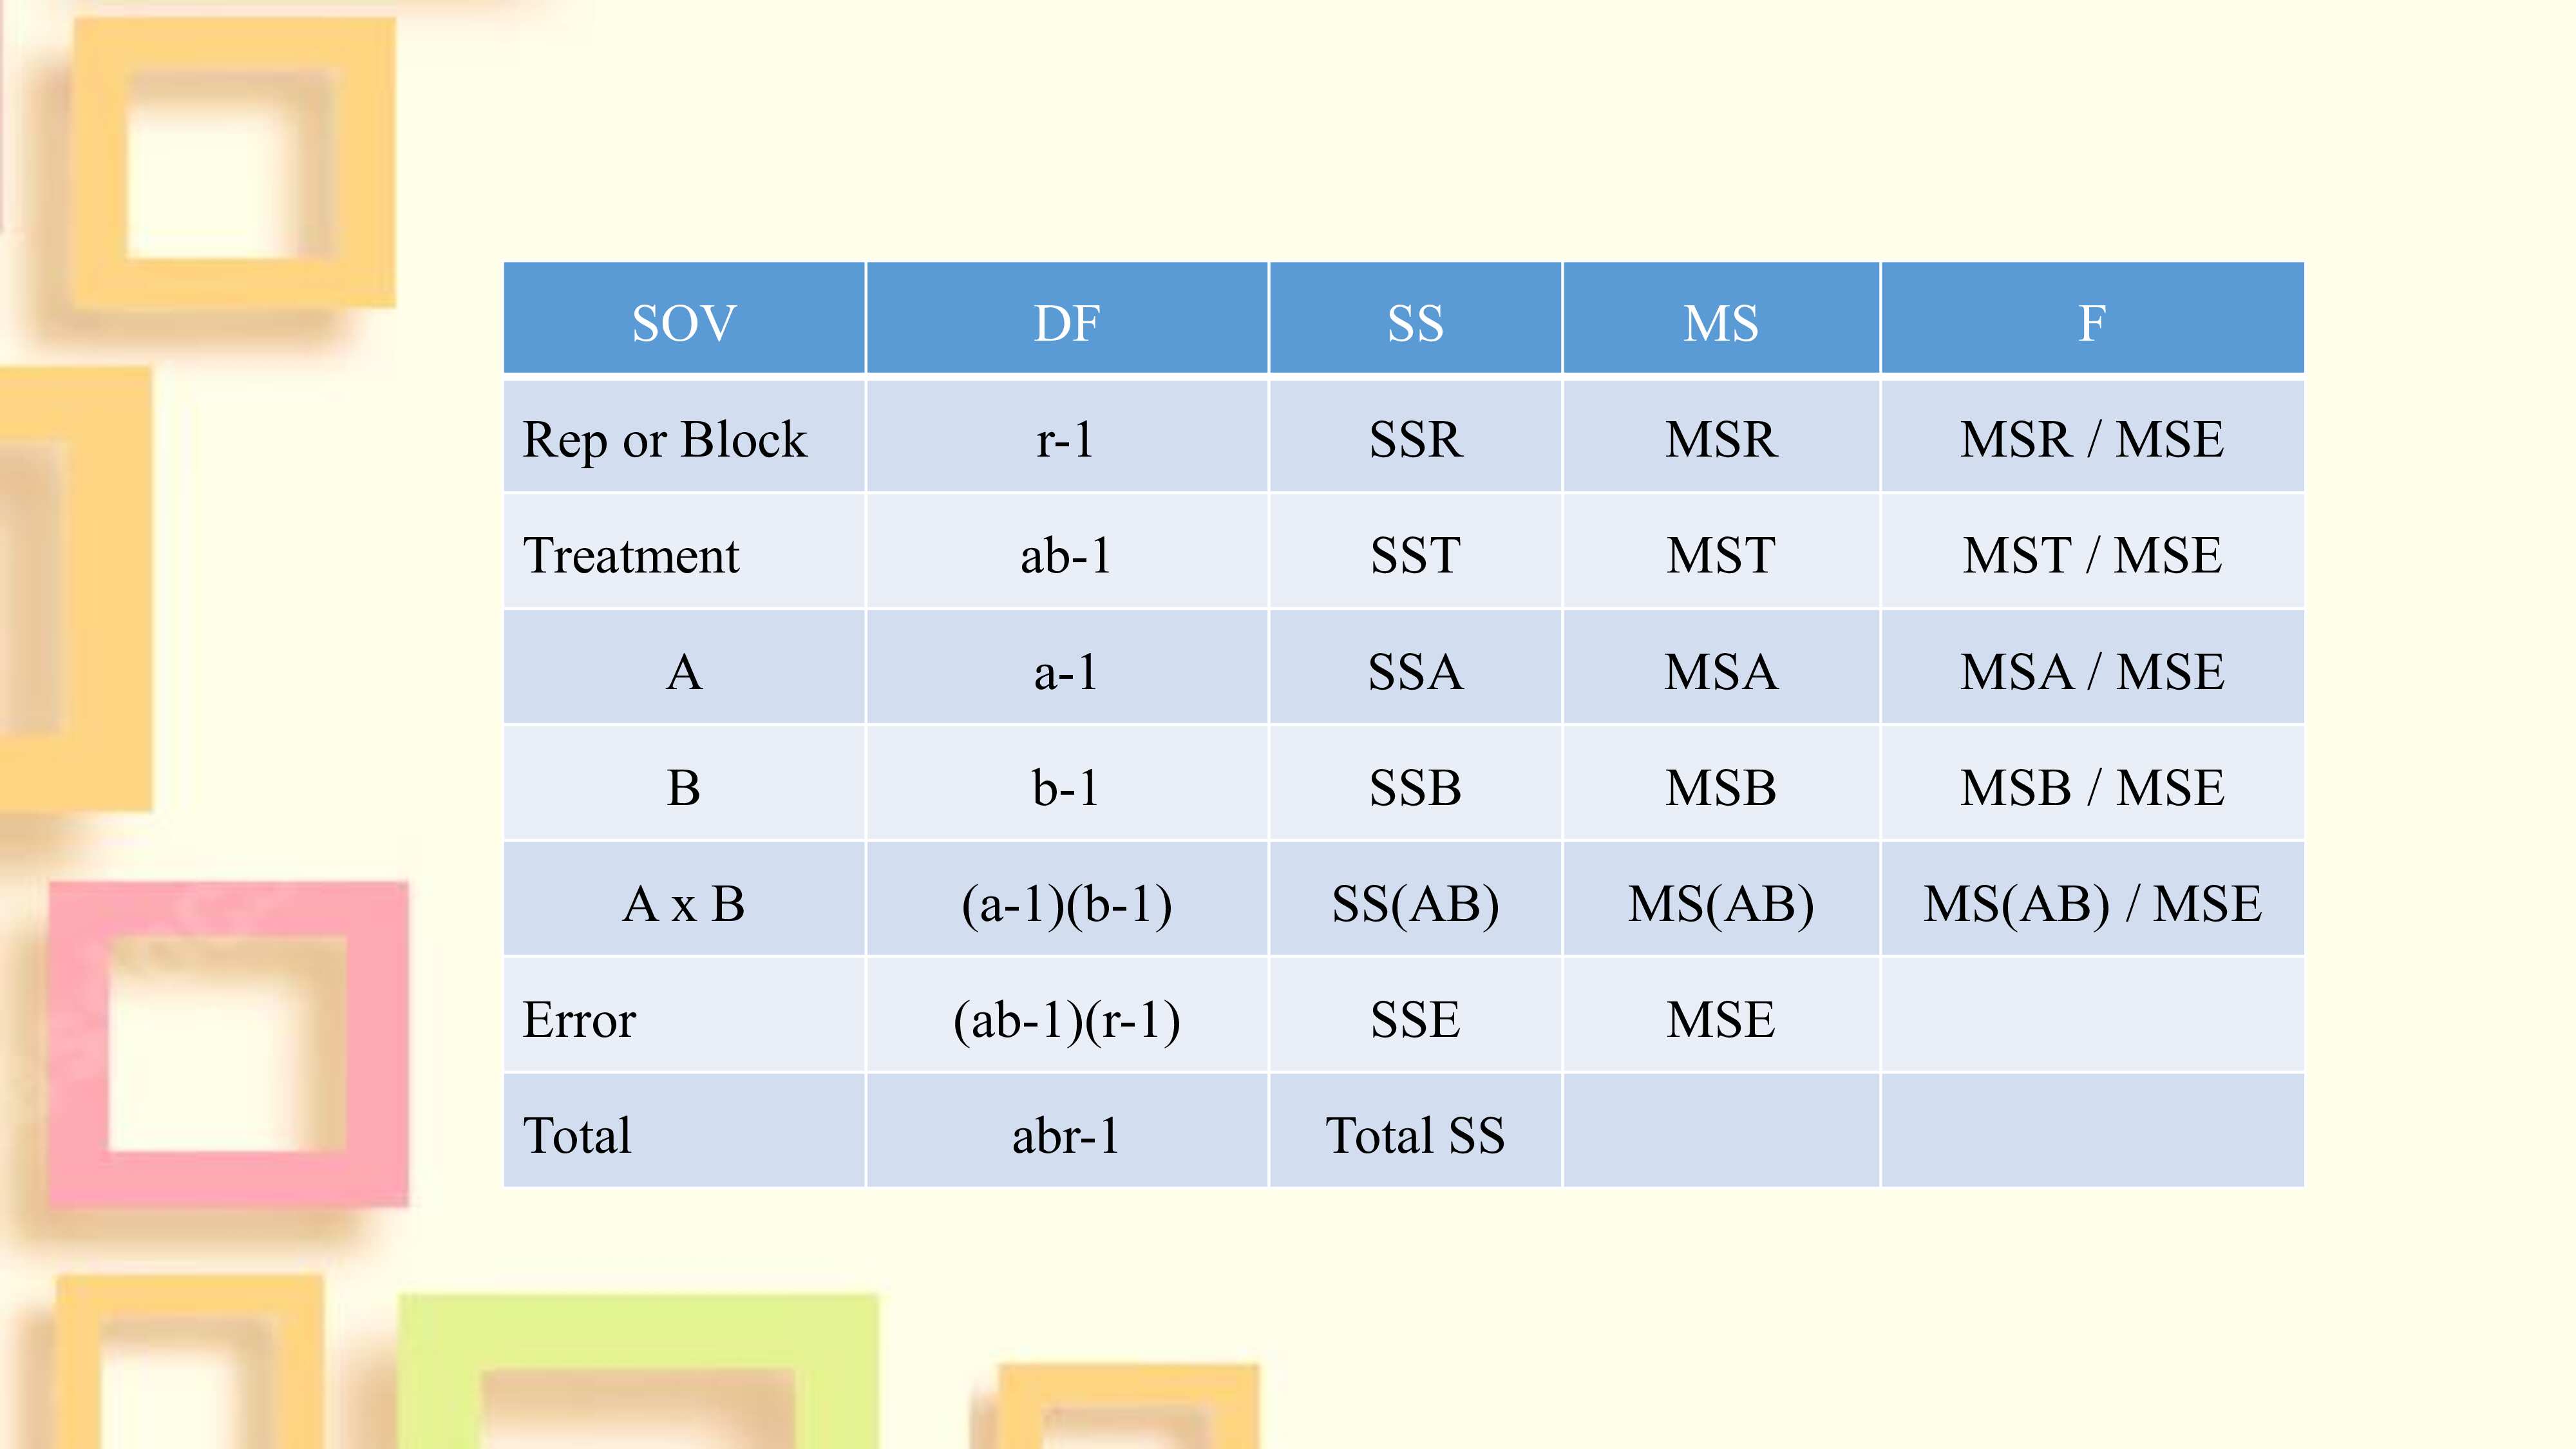 SOV DF SS MS F
Rep or Block r-1 SSR MSR MSR / MSE
Treatment ab-1 SST MST MST / MSE
A a-1 SSA MSA MSA / MSE
B b-1 SSB MSB MSB / MSE
A x B (a-1)(b-1) SS(AB) MS(AB) MS(AB) / MSE
Error (ab-1)(r-1) SSE MSE
Total abr-1 Total SS